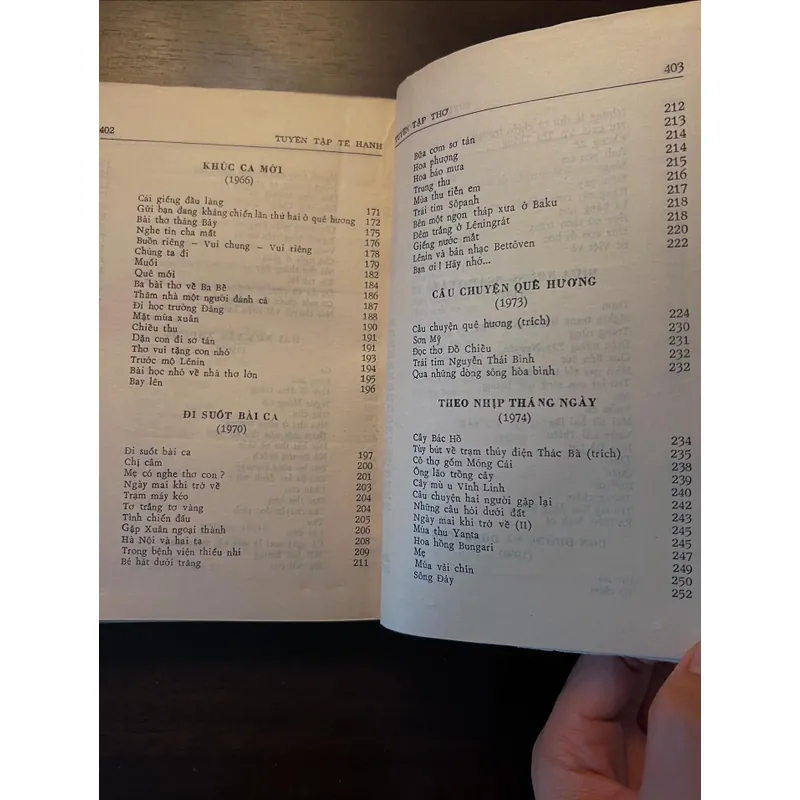 402
TUYỂN TẬP TẾ HANH
KHÚC CA MỚI
(1966)
Cái giếng đầu làng 171
Gửi bạn đang kháng chiến lần thứ hai ở quê hương 172
Bài thơ tháng Bảy 175
Nghe tin cha mất 176
Buồn riêng – Vui chung – Vui riêng 178
Chúng ta đi 179
Muối 182
Quê mới 184
Ba bài thơ về Ba Bể 186
Thăm nhà một người đánh cá 187
Đi học trường Đảng 188
Mặt mùa xuân 190
Chiều thu 191
Dặn con đi sơ tán 191
Thơ vui tặng con nhỏ 193
Trước mộ Lênin 194
Bài học nhỏ về nhà thơ lớn 195
Bay lên 196
ĐI SUỐT BÀI CA
(1970)
Đi suốt bài ca 197
Chị câm 200
Mẹ có nghe thơ con ? 201
Ngày mai khi trở về 203
Trạm máy kéo 204
Tơ trắng tơ vàng 204
Tình chiến đấu 205
Gặp Xuân ngoại thành 206
Hà Nội và hai ta 208
Trong bệnh viện thiếu nhi 209
Bé hát dưới trăng 211
403
TUYỂN TẬP THƠ
Bữa cơm sơ tán 212
Hoa phượng 213
Hoa báo mưa 214
Trung thu 214
Mùa thu tiễn em 215
Trái tim Sôpanh 216
Bên một ngọn tháp xưa ở Baku 217
Đêm trắng ở Lêningrát 218
Giếng nước mắt 218
Lênin và bản nhạc Bettôven 220
Bạn ơi ! Hãy nhớ... 222
CÂU CHUYỆN QUÊ HƯƠNG
(1973)
Câu chuyện quê hương (trích) 224
Sơn Mỹ 230
Đọc thơ Đồ Chiểu 231
Trái tim Nguyễn Thái Bình 232
Qua những dòng sông hòa bình 232
THEO NHỊP THÁNG NGÀY
(1974)
Cây Bác Hồ 234
Tùy bút về trạm thủy điện Thác Bà (trích) 235
Cô thợ gốm Móng Cái 238
Ông lão trồng cây 239
Cây mù u Vĩnh Linh 240
Câu chuyện hai người gặp lại 242
Những câu hỏi dưới đất 243
Ngày mai khi trở về (II) 245
Mùa thu Yanta 245
Hoa hồng Bungari 247
Mẹ 249
Mùa vải chín 250
Sông Đáy 252